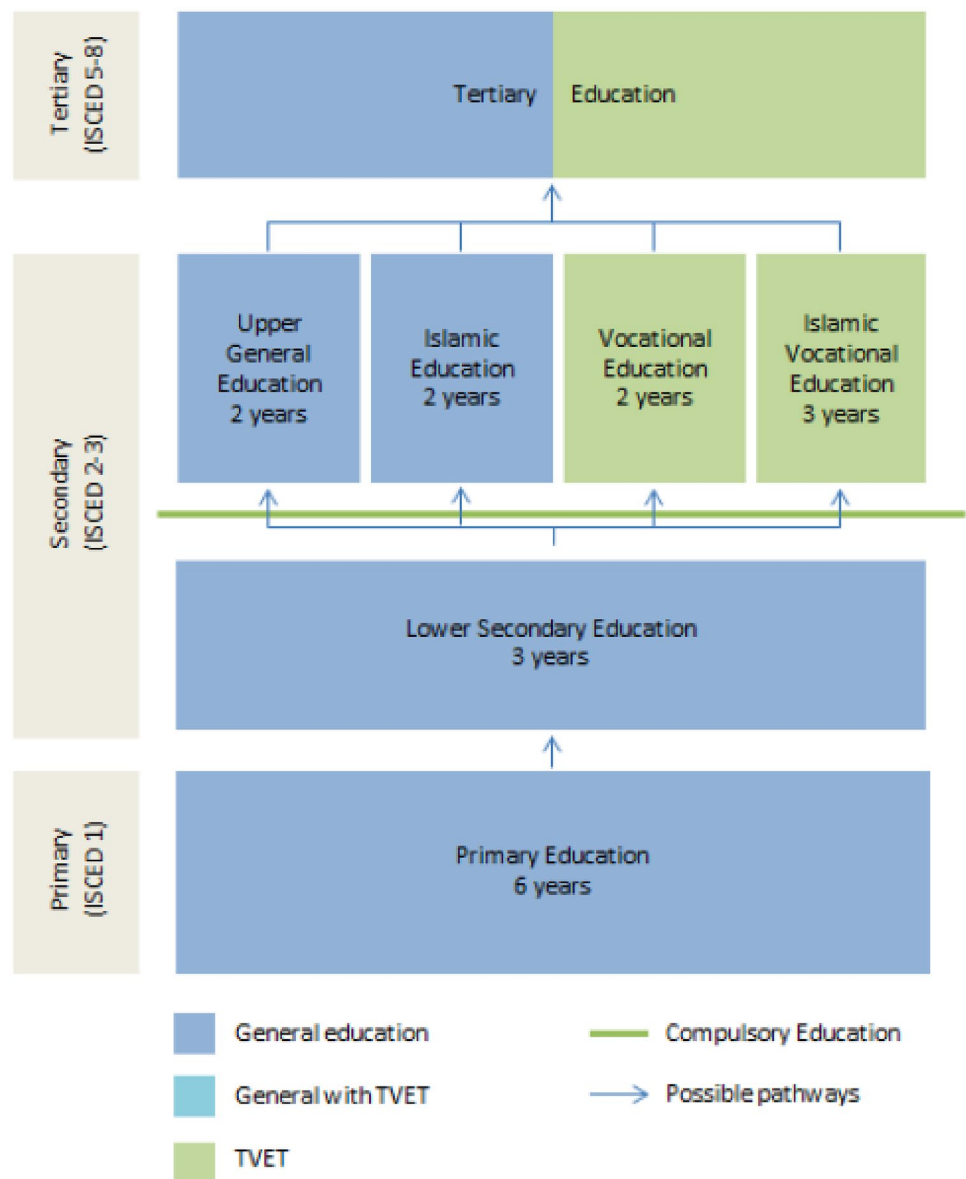 Tertiary
(ISCED 5-8)
Tertiary Education
Secondary
(ISCED 2-3)
Upper
General
Education
2 years
Islamic
Education
2 years
Vocational
Education
2 years
Islamic
Vocational
Education
3 years
Lower Secondary Education
3 years
Primary
(ISCED 1)
Primary Education
6 years
General education
Compulsory Education
General with TVET
Possible pathways
TVET